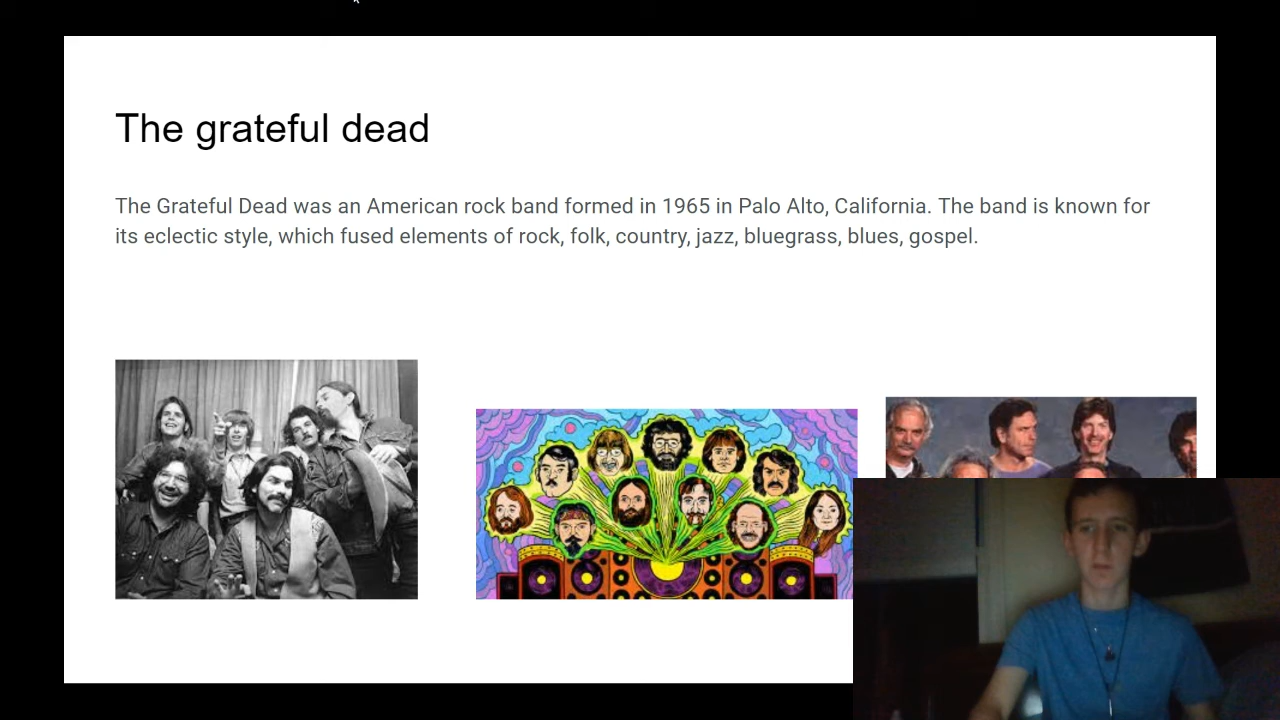 The grateful dead
The Grateful Dead was an American rock band formed in 1965 in Palo Alto, California. The band is known for
its eclectic style, which fused elements of rock, folk, country, jazz, bluegrass, blues, gospel.